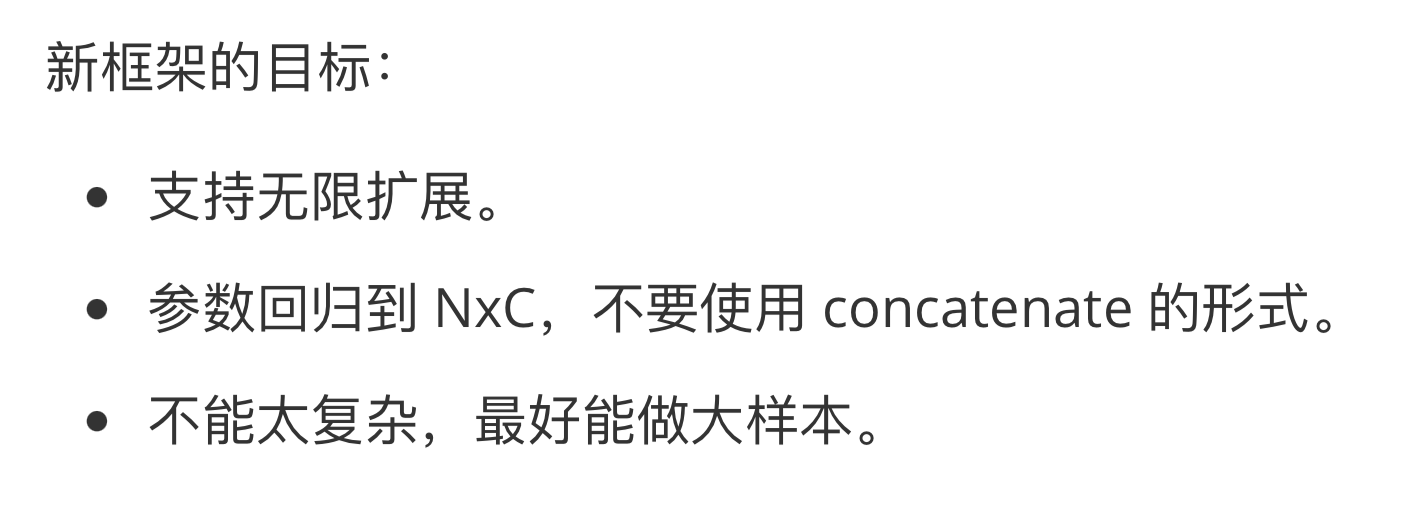 新框架的目标：
• 支持无限扩展。
• 参数回归到 NxC，不要使用 concatenate 的形式。
• 不能太复杂，最好能做大样本。